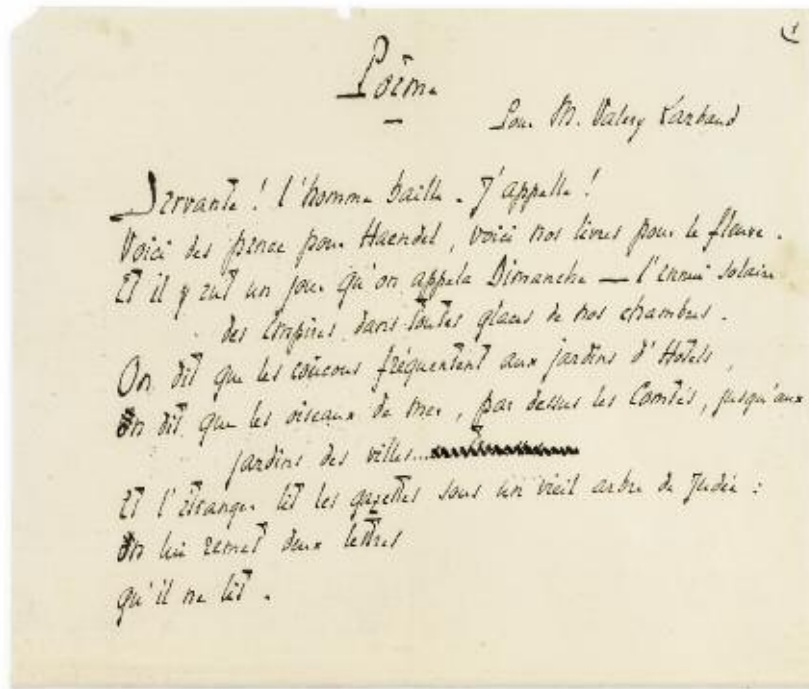 Poème
Pour M. Valery Larbaud
Servante ! l'homme baille. J'appelle !
Voici des pence pour Haendel, voici nos livres pour le fleuve.
Et il y eut un jour qu'on appela Dimanche — l'ennui solaire
des Empires dans toutes glaces de nos chambres.
On dit que les coucous fréquentent aux jardins d'Hotels,
on dit que les oiseaux de mer, par dessus les Comtés, jusqu'aux
jardins des villes...
Et l'étranger lit les gazettes sous un vieil arbre de Judée :
on lui remet deux lettres
qu'il ne lit.